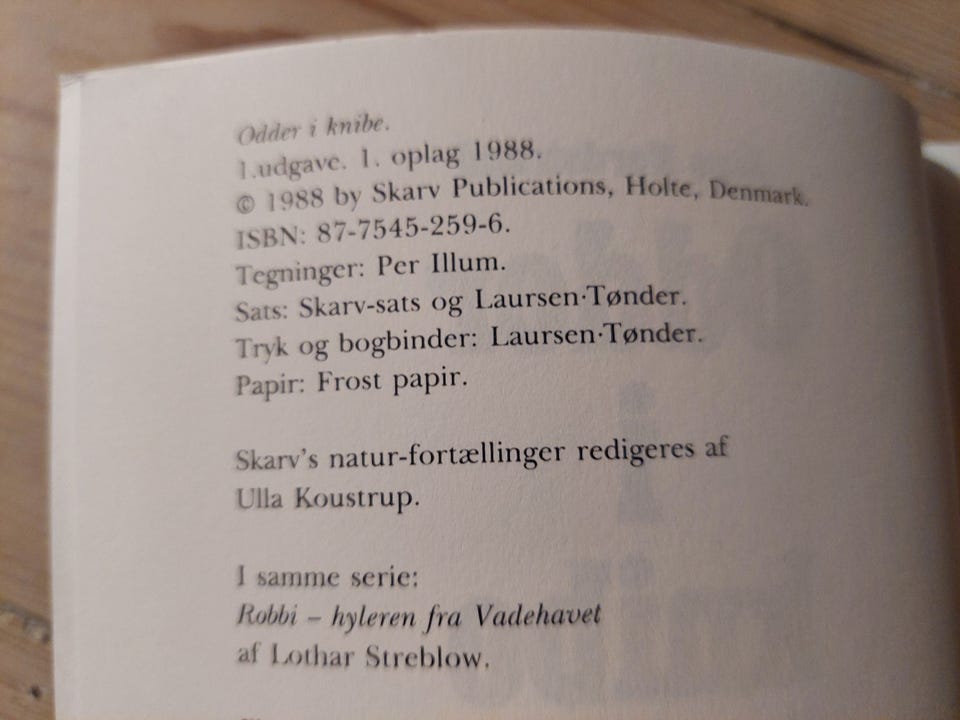 Odder i knibe.
1.udgave. 1. oplag 1988.
© 1988 by Skarv Publications, Holte, Denmark.
ISBN: 87-7545-259-6.
Tegninger: Per Illum.
Sats: Skarv-sats og Laursen·Tønder.
Tryk og bogbinder: Laursen·Tønder.
Papir: Frost papir.
Skarv's natur-fortællinger redigeres af
Ulla Koustrup.
I samme serie:
Robbi – hyleren fra Vadehavet
af Lothar Streblow.